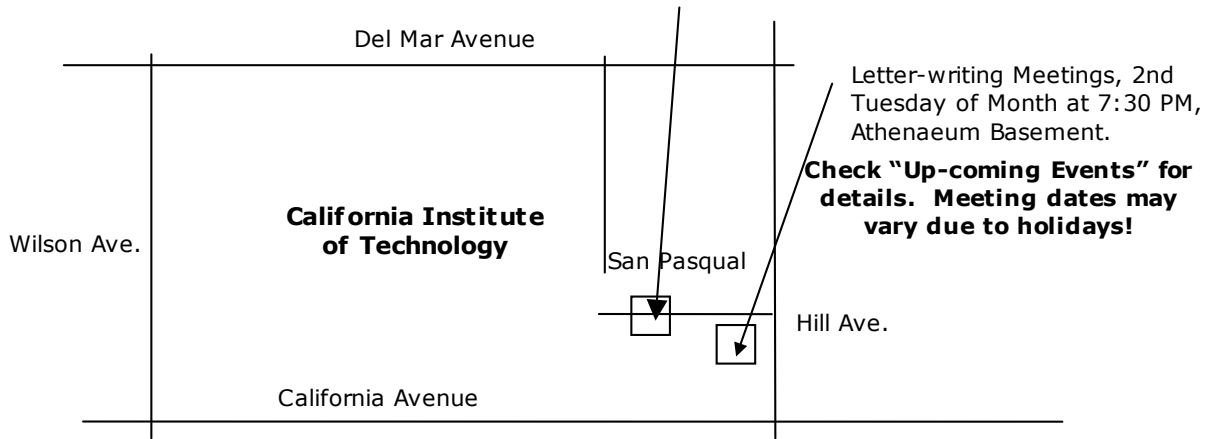 Del Mar Avenue
Letter-writing Meetings, 2nd
Tuesday of Month at 7:30 PM,
Athenaeum Basement.
Check “Up-coming Events” for
details.  Meeting dates may
vary due to holidays!
California Institute
of Technology
Wilson Ave.
San Pasqual
Hill Ave.
California Avenue